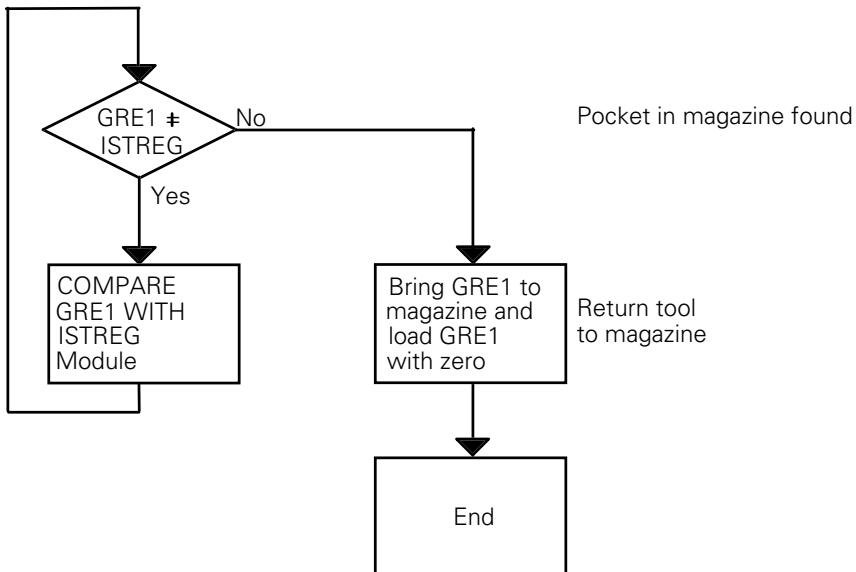 GRE1 ≠
ISTREG
No
Pocket in magazine found
Yes
COMPARE
GRE1 WITH
ISTREG
Module
Bring GRE1 to
magazine and
load GRE1
with zero
Return tool
to magazine
End